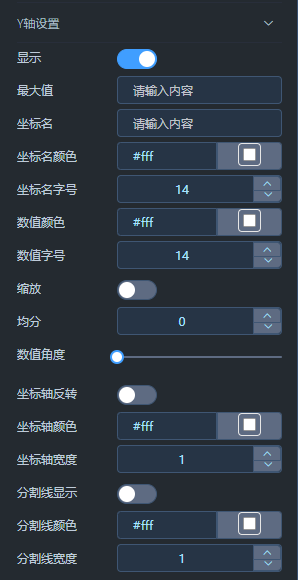 Y轴设置
显示
最大值 请输入内容
坐标名 请输入内容
坐标名颜色 #fff
坐标名字号 14
数值颜色 #fff
数值字号 14
缩放
均分 0
数值角度
坐标轴反转
坐标轴颜色 #fff
坐标轴宽度 1
分割线显示
分割线颜色 #fff
分割线宽度 1